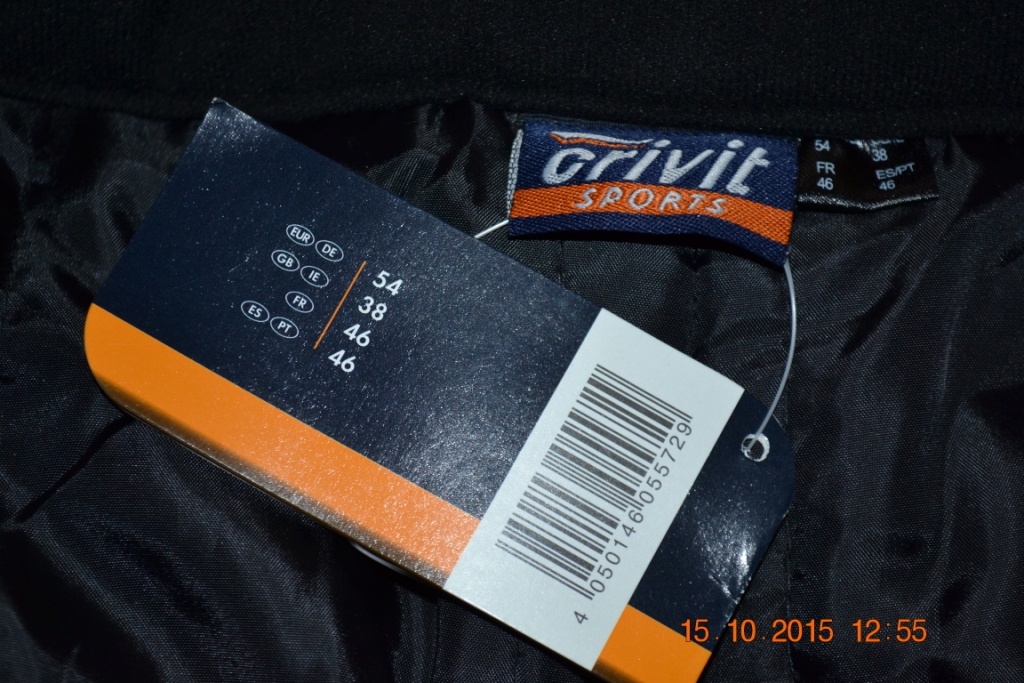 arivit
SPORTS
54
38
FR
ES/PT
46
46
EUR DE
54
GB IE
38
FR
46
ES PT
46
4 050146 055729
15.10.2015 12:55